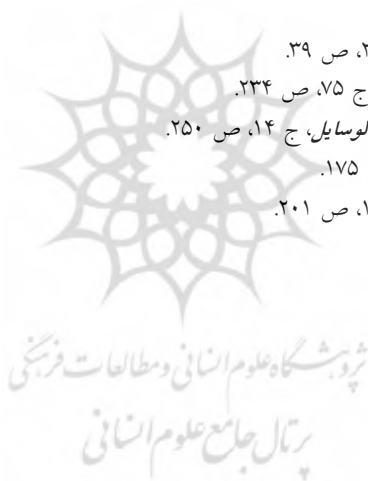 ۲، ص ۳۹.
ج ۷۵، ص ۲۳۴.
لوسایل، ج ۱۴، ص ۲۵۰.
۱۷۵.
۱، ص ۲۰۱.
پژوهشگاه علوم انسانی و مطالعات فرهنگی
پرتال جامع علوم انسانی